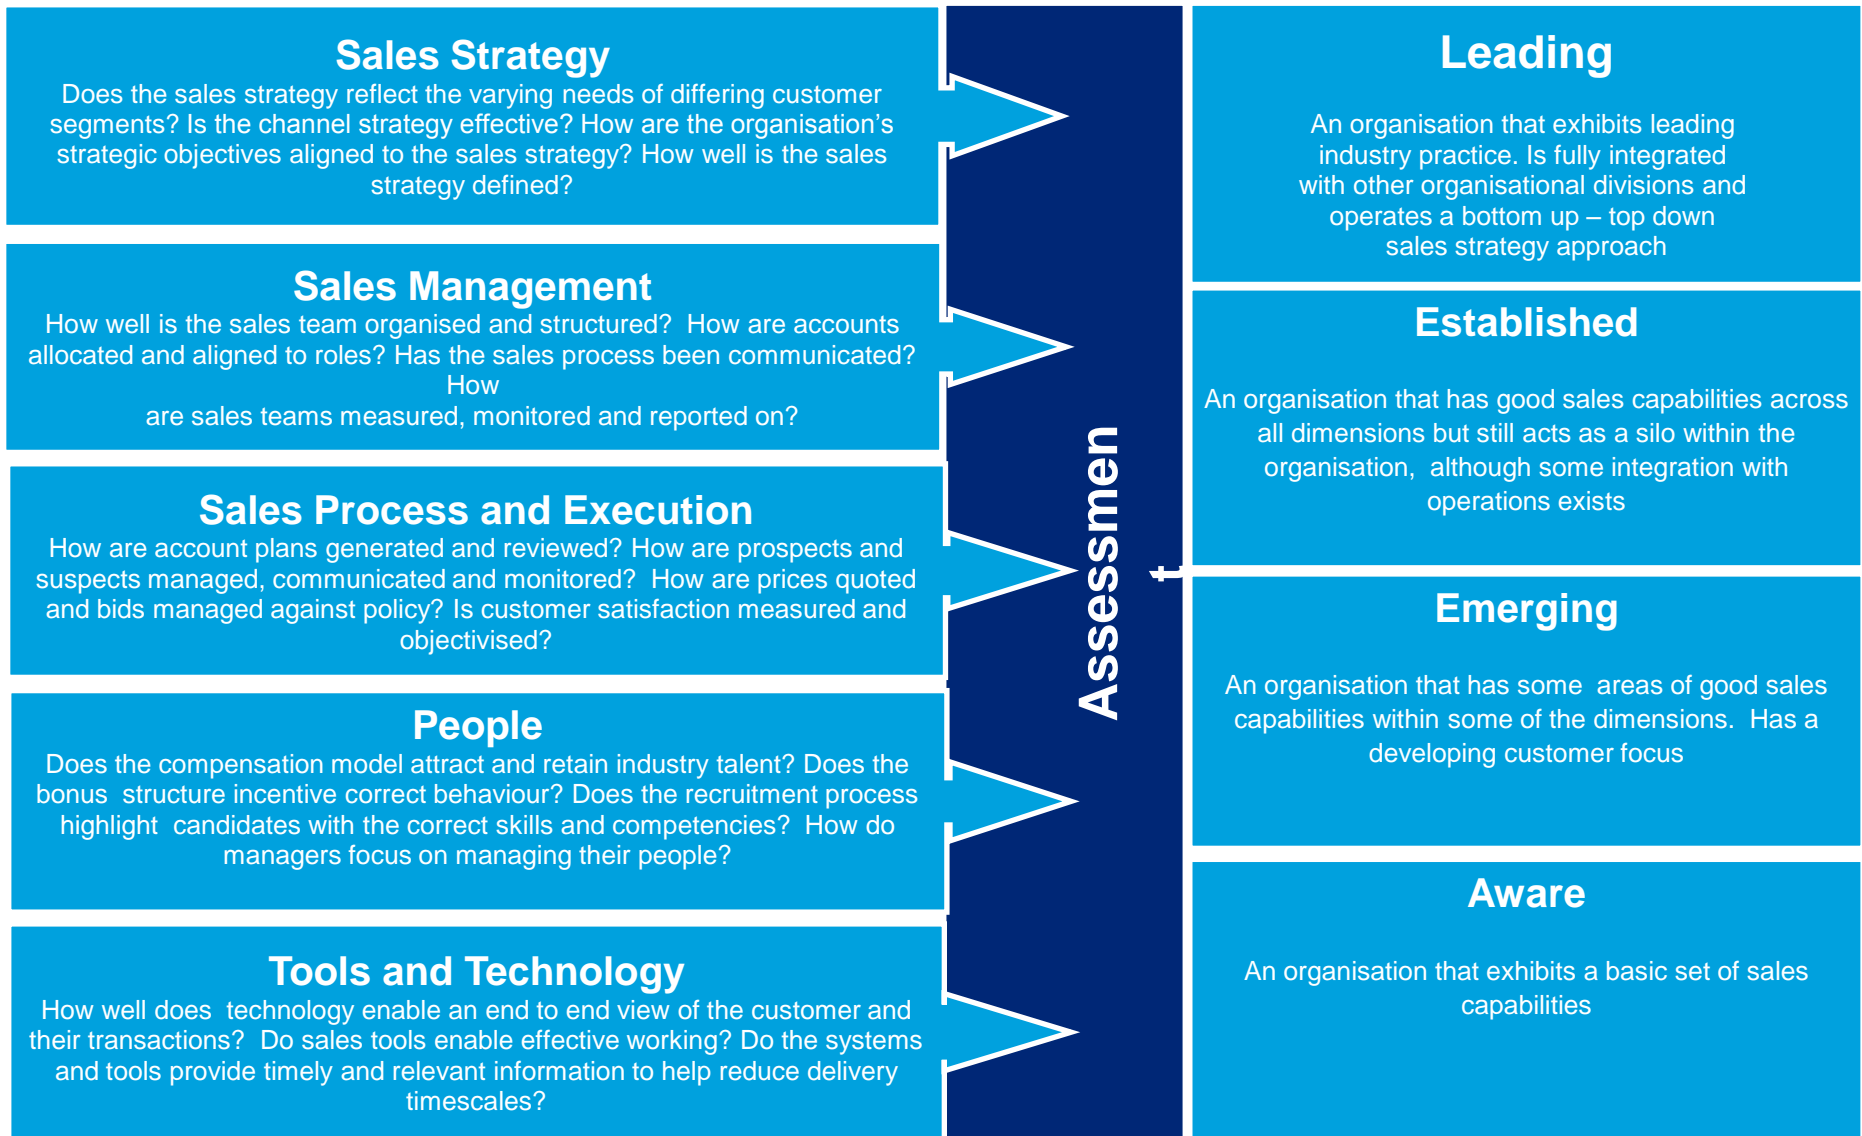 Sales Strategy
Does the sales strategy reflect the varying needs of differing customer
segments? Is the channel strategy effective? How are the organisation's
strategic objectives aligned to the sales strategy? How well is the sales
strategy defined?
Sales Management
How well is the sales team organised and structured?  How are accounts
allocated and aligned to roles? Has the sales process been communicated?
How
are sales teams measured, monitored and reported on?
Sales Process and Execution
How are account plans generated and reviewed? How are prospects and
suspects managed, communicated and monitored?  How are prices quoted
and bids managed against policy? Is customer satisfaction measured and
objectivised?
People
Does the compensation model attract and retain industry talent? Does the
bonus  structure incentive correct behaviour? Does the recruitment process
highlight  candidates with the correct skills and competencies?  How do
managers focus on managing their people?
Tools and Technology
How well does  technology enable an end to end view of the customer and
their transactions?  Do sales tools enable effective working? Do the systems
and tools provide timely and relevant information to help reduce delivery
timescales?
Assessmen
t
Leading
An organisation that exhibits leading
industry practice. Is fully integrated
with other organisational divisions and
operates a bottom up – top down
sales strategy approach
Established
An organisation that has good sales capabilities across
all dimensions but still acts as a silo within the
organisation,  although some integration with
operations exists
Emerging
An organisation that has some  areas of good sales
capabilities within some of the dimensions.  Has a
developing customer focus
Aware
An organisation that exhibits a basic set of sales
capabilities